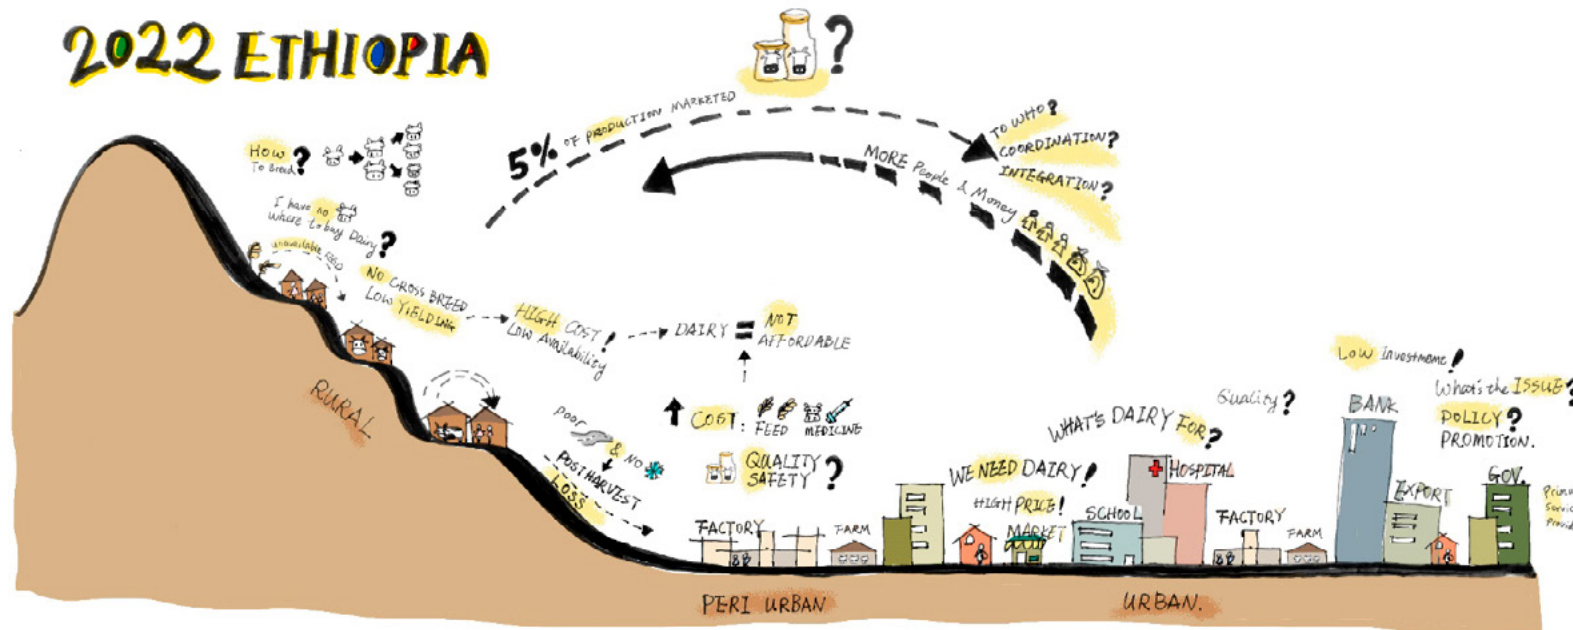 2022 ETHIOPIA
5% OF PRODUCTION MARKETED
?
TO WHO?
COORDINATION?
INTEGRATION?
MORE People & Money
HOW
To Breed?
I have no
where to buy Dairy?
unavailable FEED
NO CROSS BREED
LOW YIELDING
HIGH COST!
Low Availability
DAIRY = NOT
AFFORDABLE
COST: FEED MEDICINE
Poor
& NO
POSTHARVEST
LOSS
QUALITY
SAFETY?
RURAL
FACTORY
FARM
WE NEED DAIRY!
HIGH PRICE!
MARKET
WHAT'S DAIRY FOR?
SCHOOL
HOSPITAL
Quality?
FACTORY
FARM
Low Investment!
BANK
What's the ISSUE?
POLICY?
PROMOTION.
EXPORT
GOV.
PERI URBAN
URBAN.